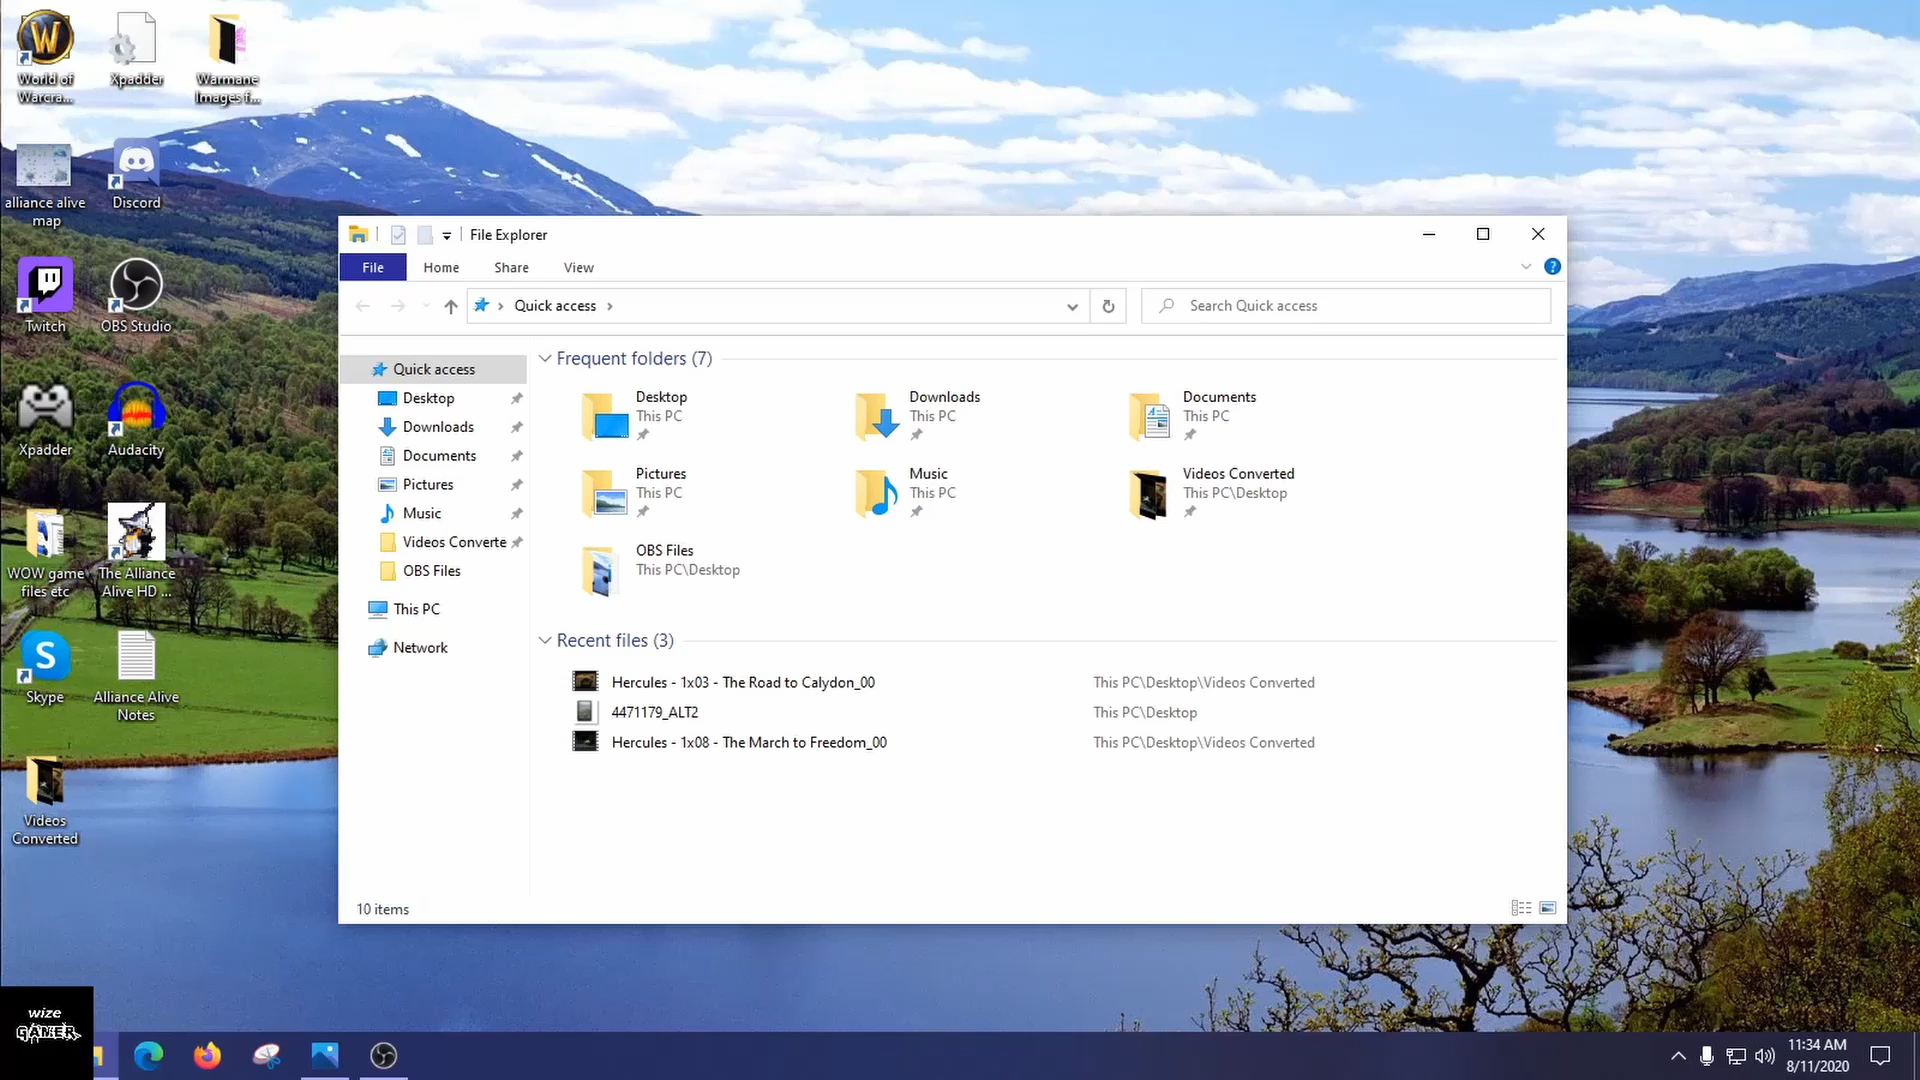 World of
Warcra...
Xpadder
Warmane
Images f...
alliance alive
map
Discord
Twitch
OBS Studio
Xpadder
Audacity
WOW game
files etc
The Alliance
Alive HD ...
Skype
Alliance Alive
Notes
Videos
Converted
File Explorer
File
Home
Share
View
Quick access
Search Quick access
Quick access
Desktop
Downloads
Documents
Pictures
Music
Videos Converte
OBS Files
This PC
Network
Frequent folders (7)
Desktop
This PC
Downloads
This PC
Documents
This PC
Pictures
This PC
Music
This PC
Videos Converted
This PC\Desktop
OBS Files
This PC\Desktop
Recent files (3)
Hercules - 1x03 - The Road to Calydon_00
This PC\Desktop\Videos Converted
4471179_ALT2
This PC\Desktop
Hercules - 1x08 - The March to Freedom_00
This PC\Desktop\Videos Converted
10 items
wize
GAMER
11:34 AM
8/11/2020